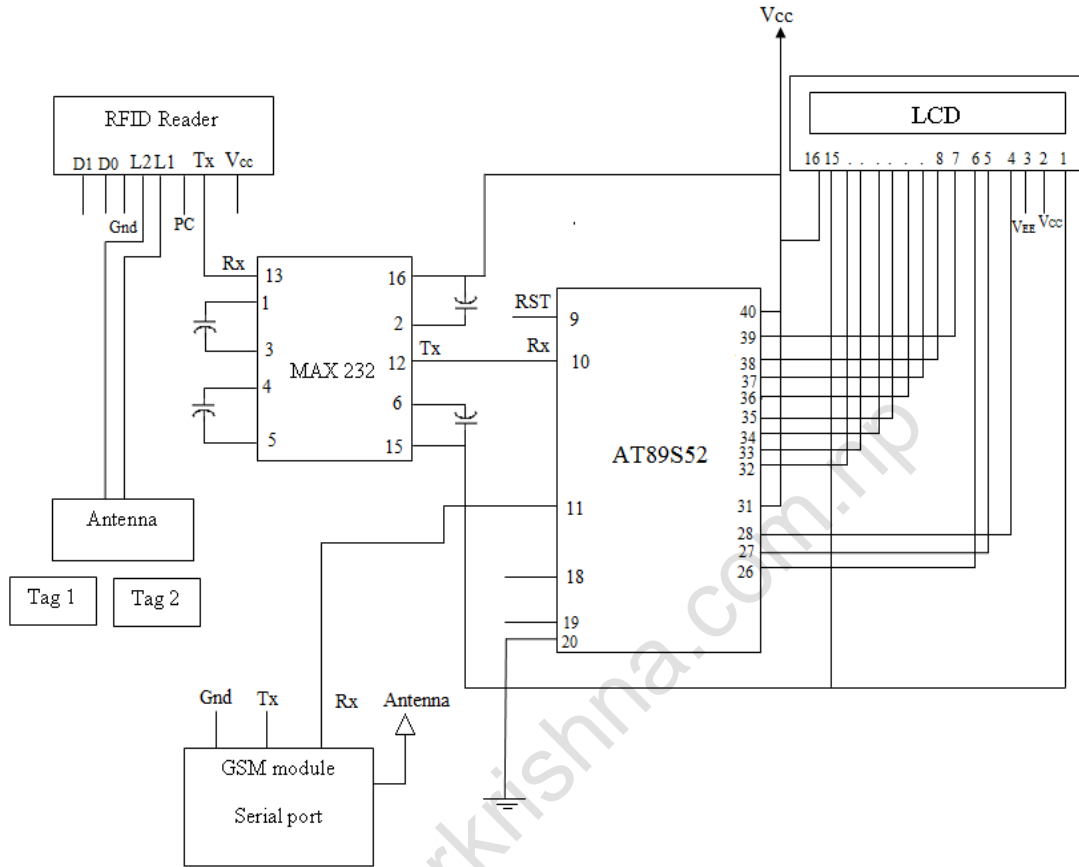 Vcc
RFID Reader
D1 D0 L2 L1 Tx Vcc
Gnd
PC
LCD
16 15 . . . . . . 8 7 6 5 4 3 2 1
VEE
VCC
Rx
13
1
3
4
5
MAX 232
16
2
12
6
15
Tx
Rx
RST
9
10
11
18
19
20
AT89S52
40
39
38
37
36
35
34
33
32
31
28
27
26
Antenna
Tag 1
Tag 2
Gnd
Tx
Rx
Antenna
GSM module
Serial port
rkrishna.com.np